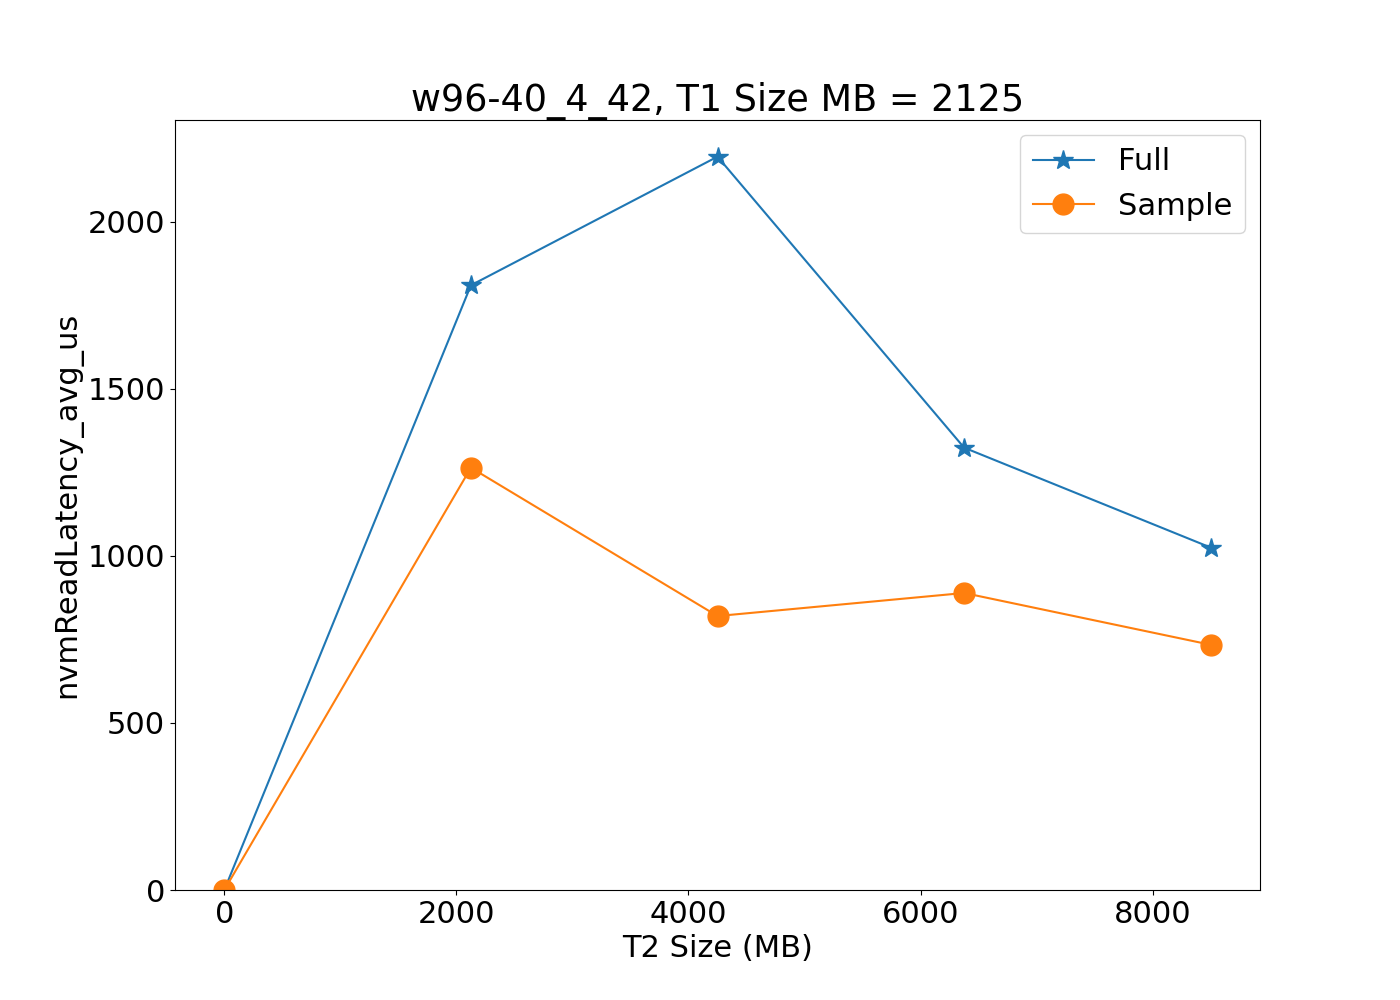 w96-40_4_42, T1 Size MB = 2125
Full
Sample
nvmReadLatency_avg_us
2000
1500
1000
500
0
0 2000 4000 6000 8000
T2 Size (MB)